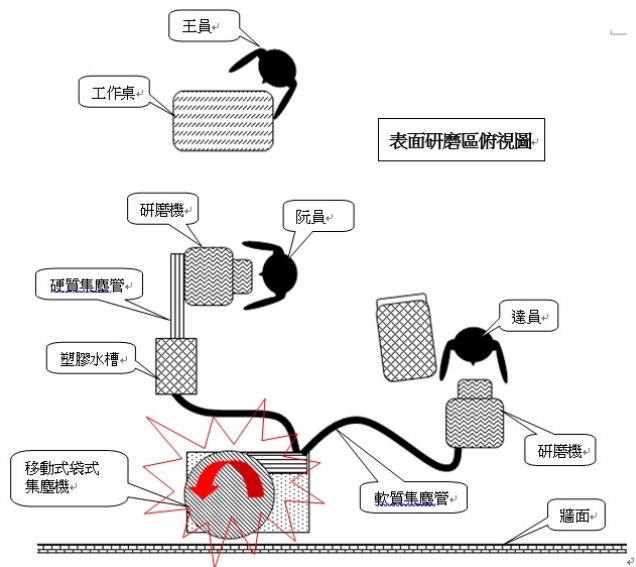 王員
工作桌
表面研磨區俯視圖
研磨機
阮員
硬質集塵管
達員
塑膠水槽
研磨機
移動式袋式
集塵機
軟質集塵管
牆面